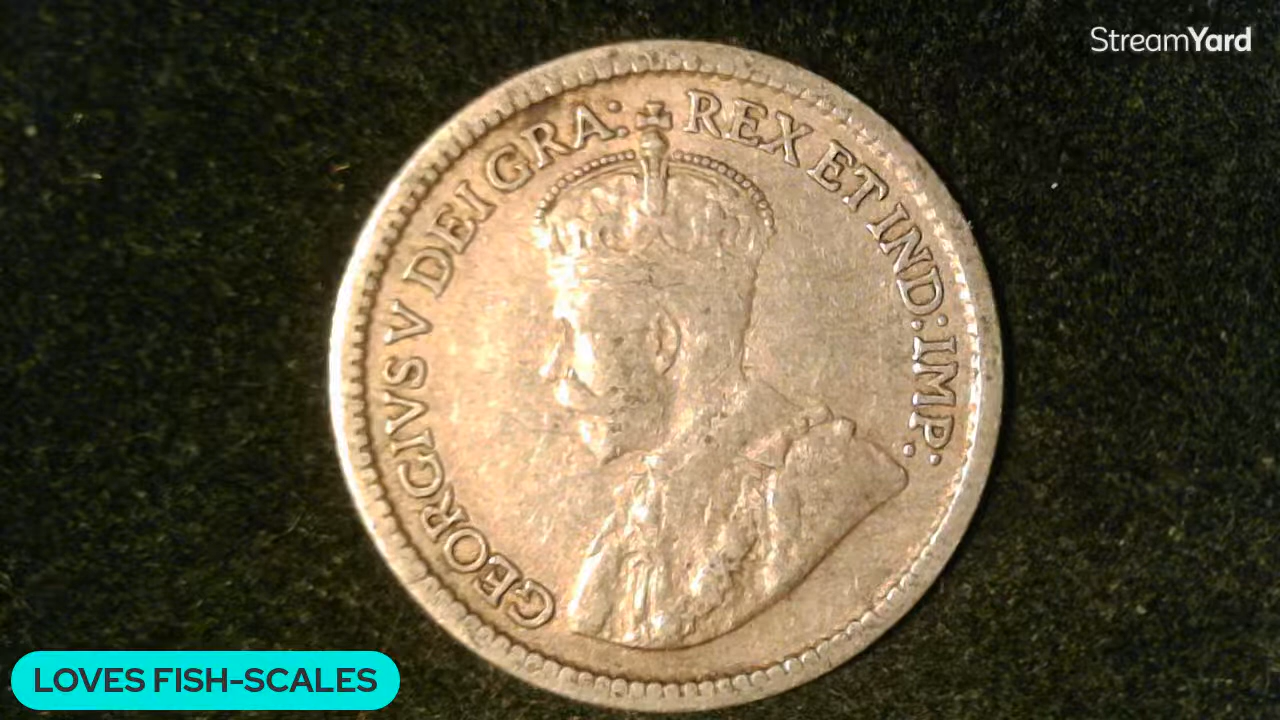 StreamYard
GEORGIVS V DEI GRA: REX ET IND: IMP:
LOVES FISH-SCALES